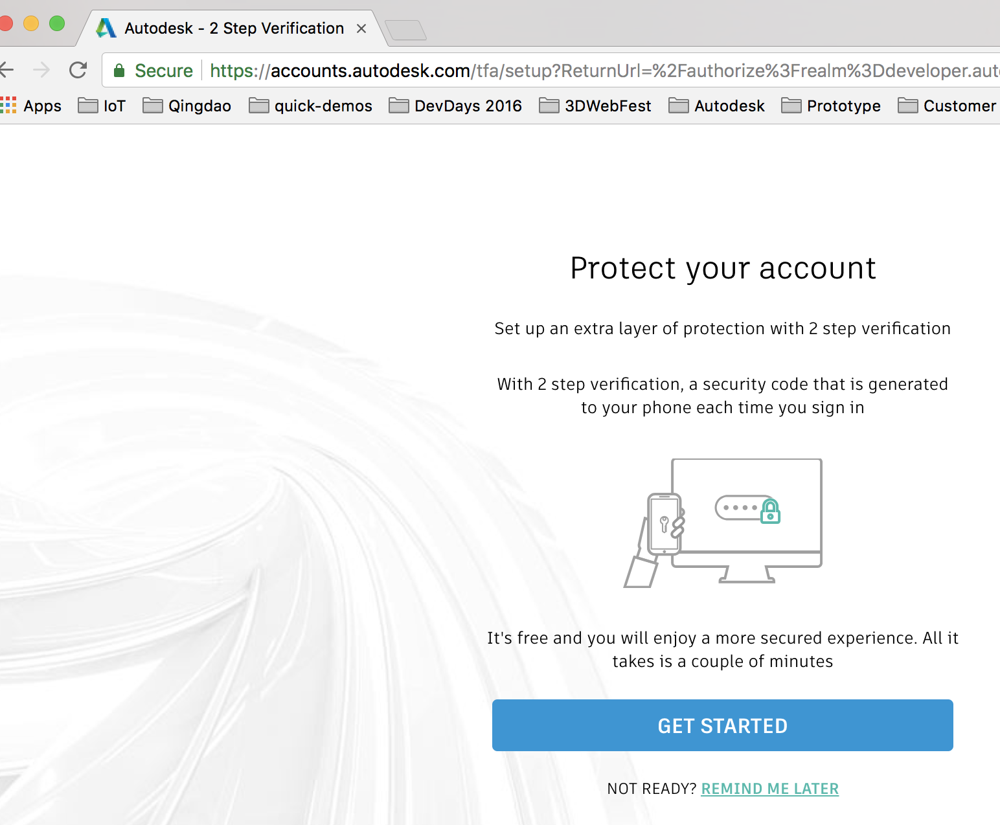 Autodesk - 2 Step Verification
Secure https://accounts.autodesk.com/tfa/setup?ReturnUrl=%2Fauthorize%3Frealm%3Ddeveloper.aut
Apps IoT Qingdao quick-demos DevDays 2016 3DWebFest Autodesk Prototype Customer
Protect your account
Set up an extra layer of protection with 2 step verification
With 2 step verification, a security code that is generated
to your phone each time you sign in
It's free and you will enjoy a more secured experience. All it
takes is a couple of minutes
GET STARTED
NOT READY? REMIND ME LATER